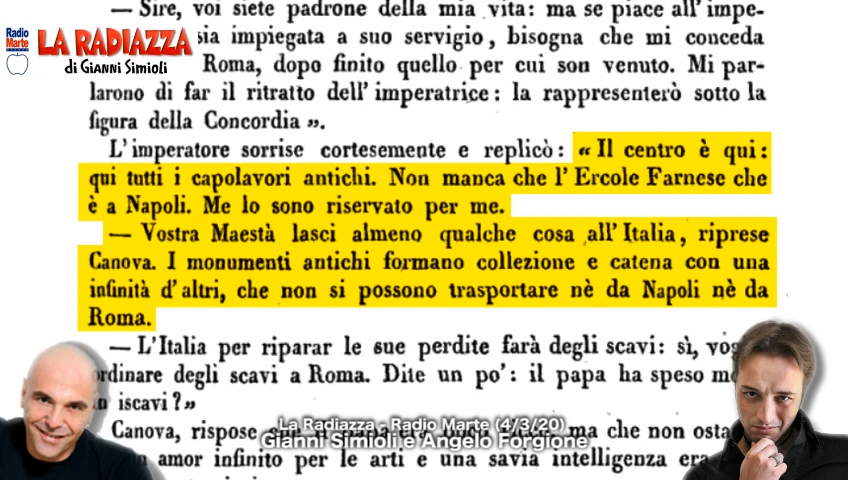 — Sire, voi siete padrone della mia vita: ma se piace all'impe-
Radio Marte
LA RADIAZZA
di Gianni Simioli
sia impiegata a suo servigio, bisogna che mi conceda
Roma, dopo finito quello per cui son venuto. Mi par-
larono di far il ritratto dell'imperatrice: la rappresenterò sotto la
figura della Concordia ».
L'imperatore sorrise cortesemente e replicò: « Il centro è qui:
qui tutti i capolavori antichi. Non manca che l'Ercole Farnese che
è a Napoli. Me lo sono riservato per me.
— Vostra Maestà lasci almeno qualche cosa all'Italia, riprese
Canova. I monumenti antichi formano collezione e catena con una
infinità d'altri, che non si possono trasportare nè da Napoli nè da
Roma.
— L'Italia per riparar le sue perdite farà degli scavi: sì,
ordinare degli scavi a Roma. Dite un po': il papa ha speso
in iscavi?»
Canova, rispose ma che non
La Radiazza - Radio Marte (4/3/20)
Gianni Simioli e Angelo Forgione
amor infinito per le arti e una savia intelligenza